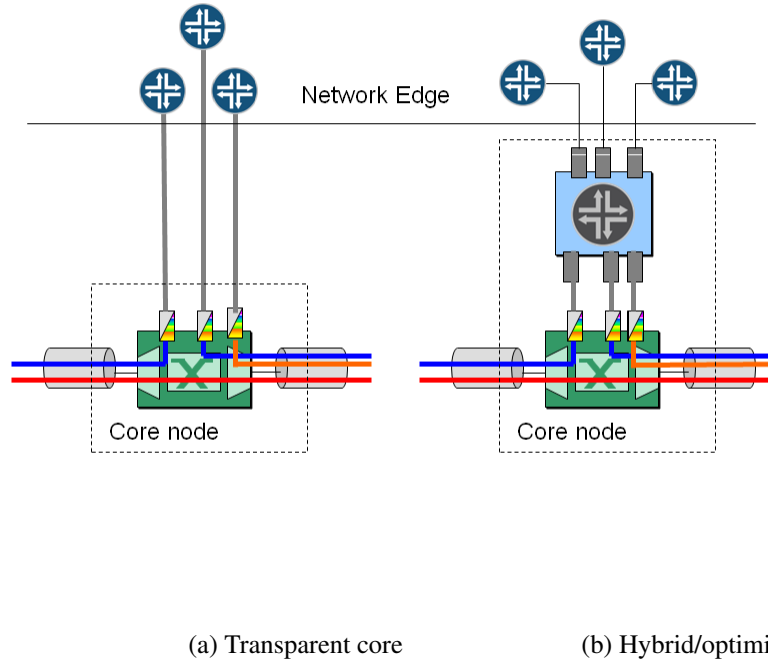 Network Edge
Core node
Core node
(a) Transparent core
(b) Hybrid/optimi